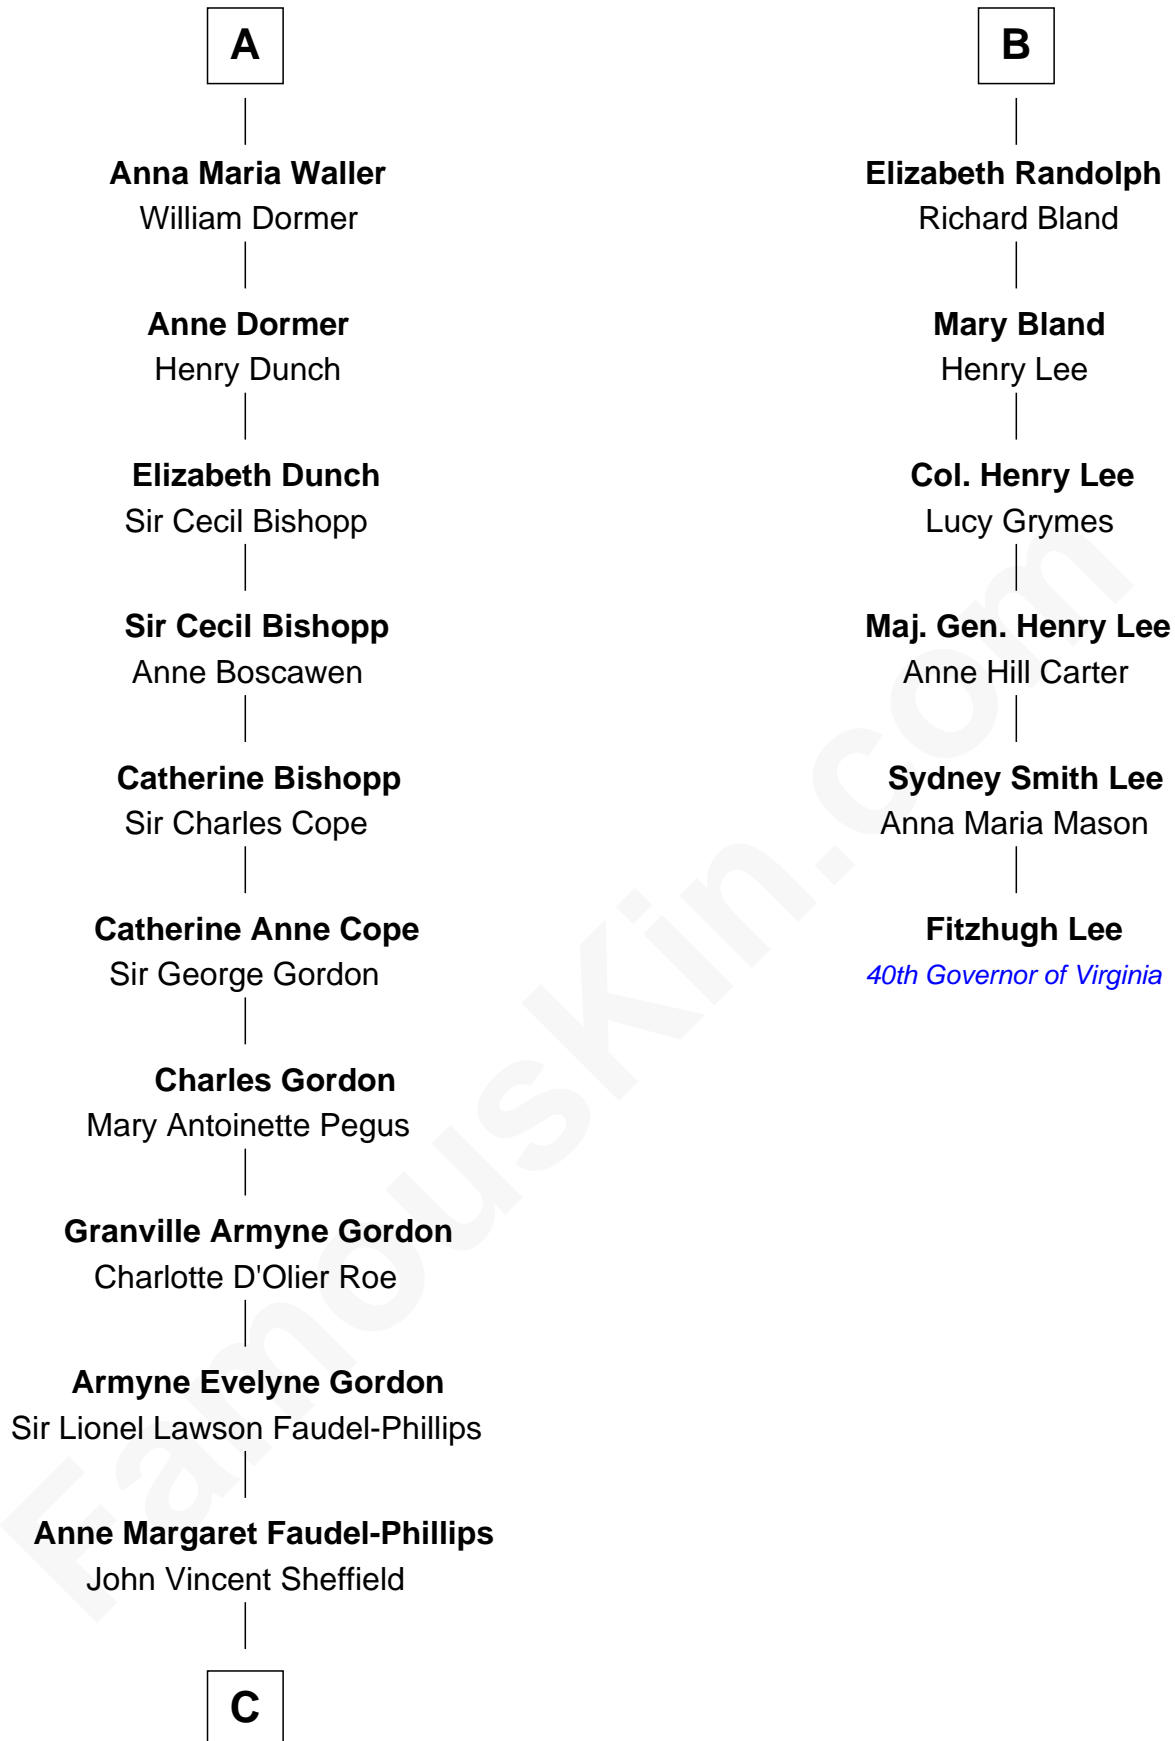 A
Anna Maria Waller
William Dormer
Anne Dormer
Henry Dunch
Elizabeth Dunch
Sir Cecil Bishopp
Sir Cecil Bishopp
Anne Boscawen
Catherine Bishopp
Sir Charles Cope
Catherine Anne Cope
Sir George Gordon
Charles Gordon
Mary Antoinette Pegus
Granville Armyne Gordon
Charlotte D'Olier Roe
Armyne Evelyne Gordon
Sir Lionel Lawson Faudel-Phillips
Anne Margaret Faudel-Phillips
John Vincent Sheffield
C
B
Elizabeth Randolph
Richard Bland
Mary Bland
Henry Lee
Col. Henry Lee
Lucy Grymes
Maj. Gen. Henry Lee
Anne Hill Carter
Sydney Smith Lee
Anna Maria Mason
Fitzhugh Lee
40th Governor of Virginia
FamousKin.com